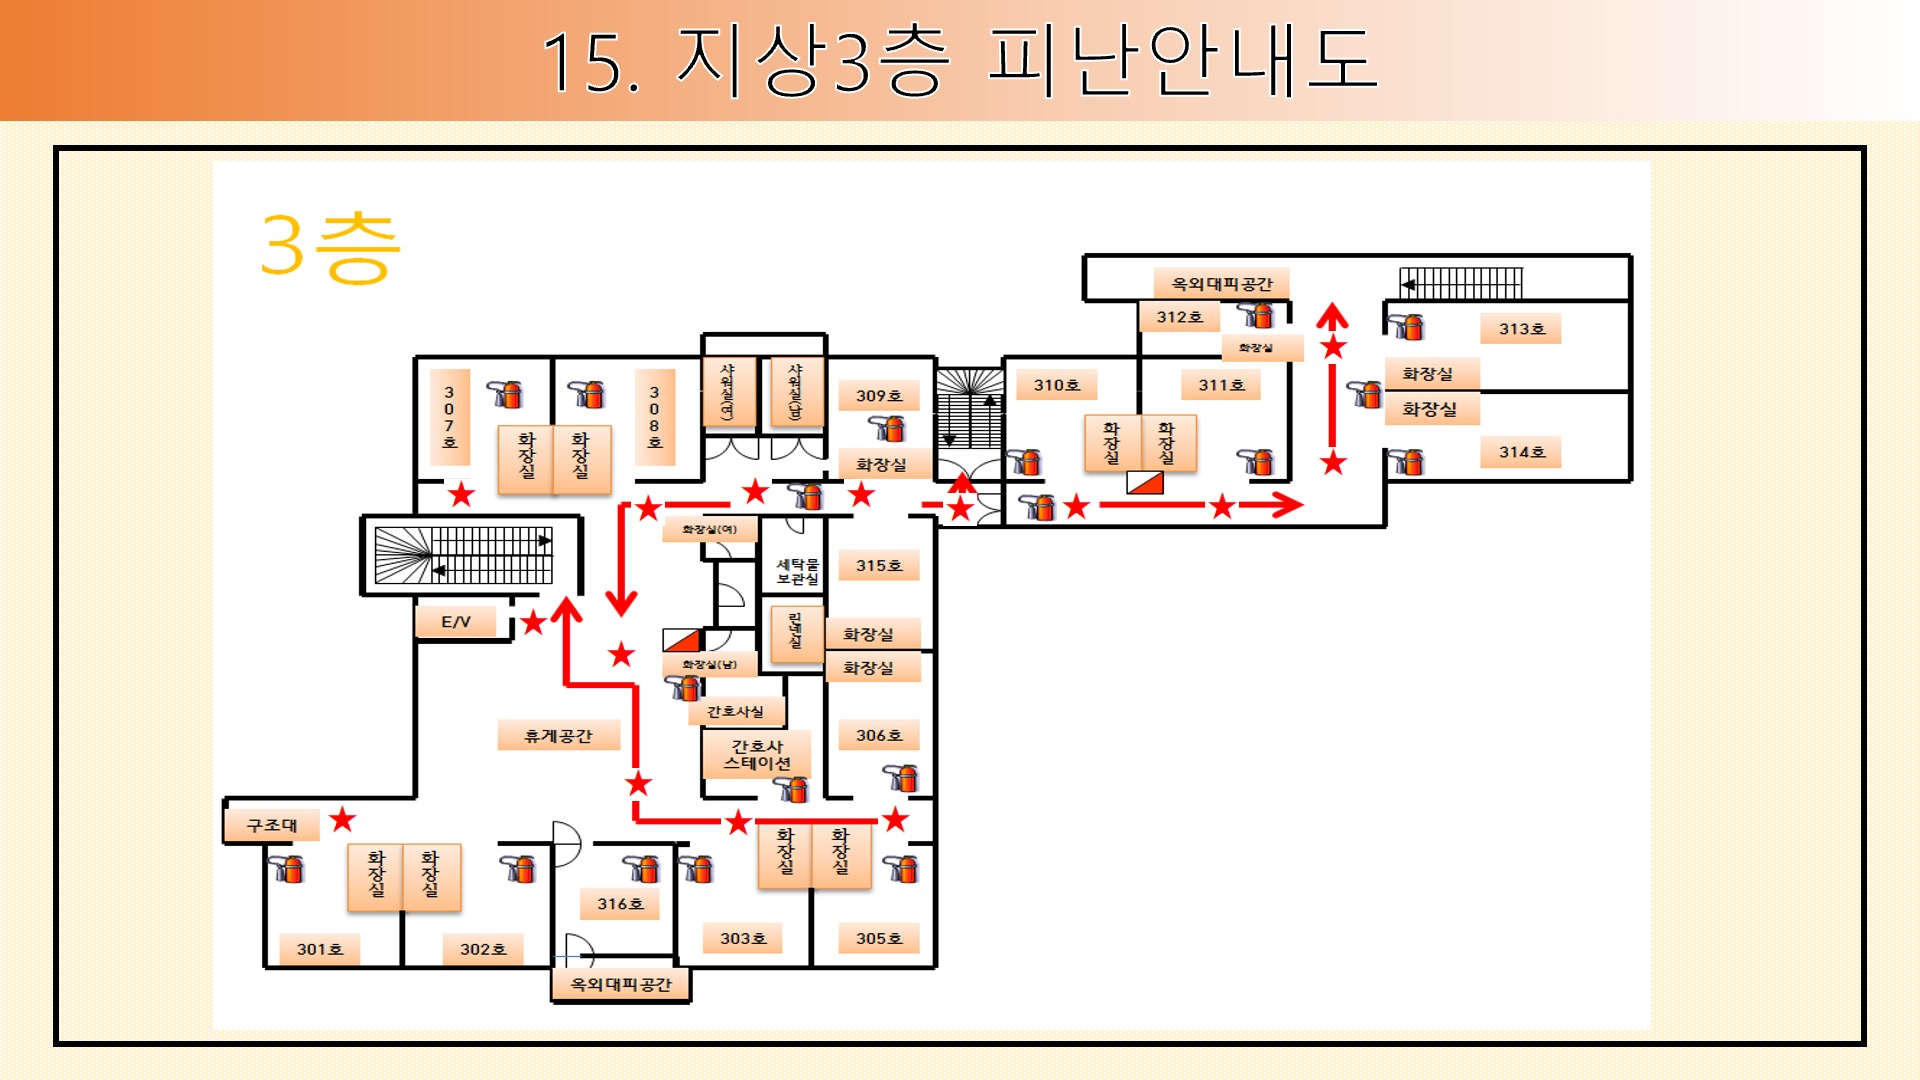 15. 지상3층 피난안내도
3층
옥외대피공간
312호
313호
화장실
화장실
화장실
314호
307호
308호
화장실
화장실
샤워실(여)
샤워실(남)
309호
화장실
310호
311호
화장실
화장실
화장실(여)
세탁물
보관실
315호
E/V
린넨실
화장실
화장실(남)
화장실
간호사실
휴게공간
간호사
스테이션
306호
구조대
화장실
화장실
화장실
화장실
316호
301호
302호
303호
305호
옥외대피공간